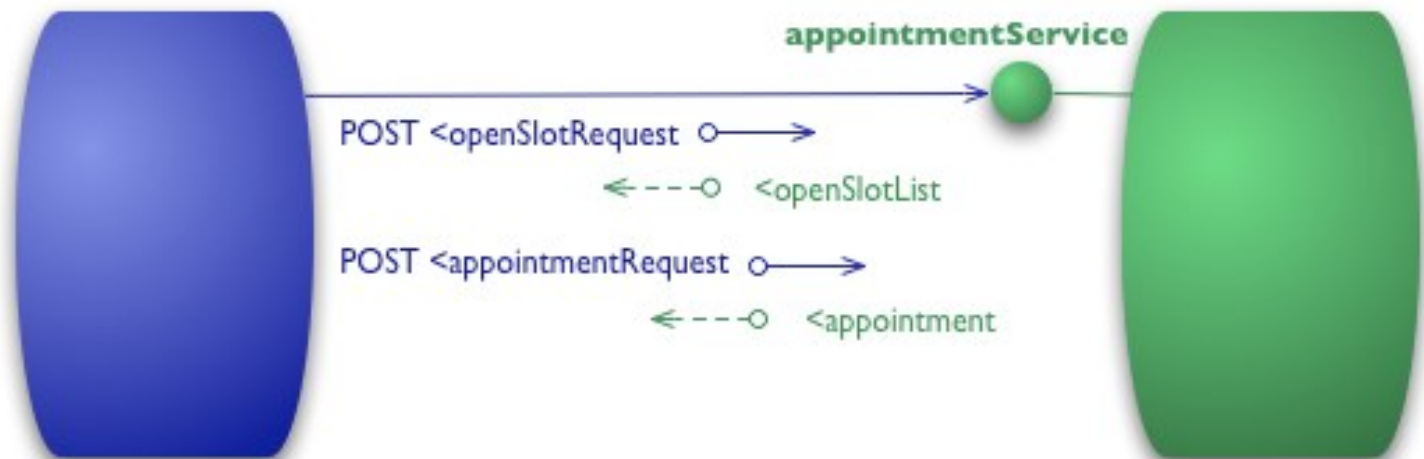 appointmentService
POST <openSlotRequest
<openSlotList
POST <appointmentRequest
<appointment